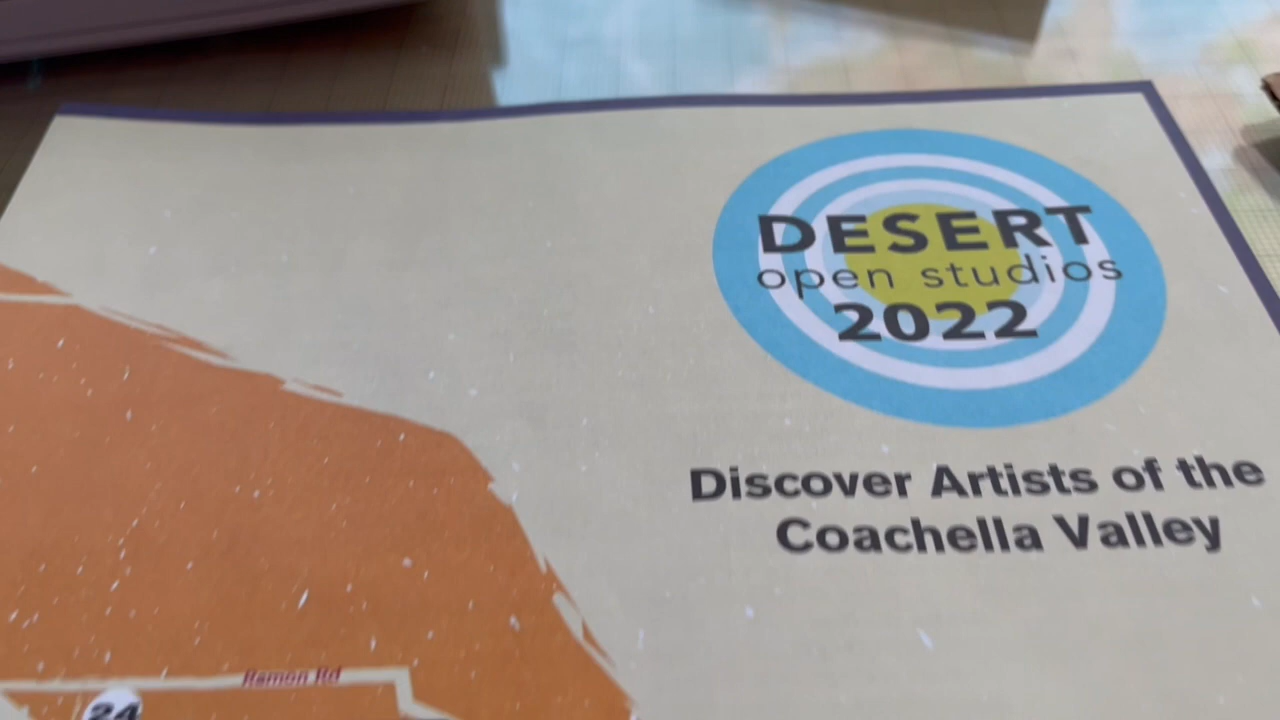 DESERT
open studios
2022
Discover Artists of the
Coachella Valley
Ramon Rd
24